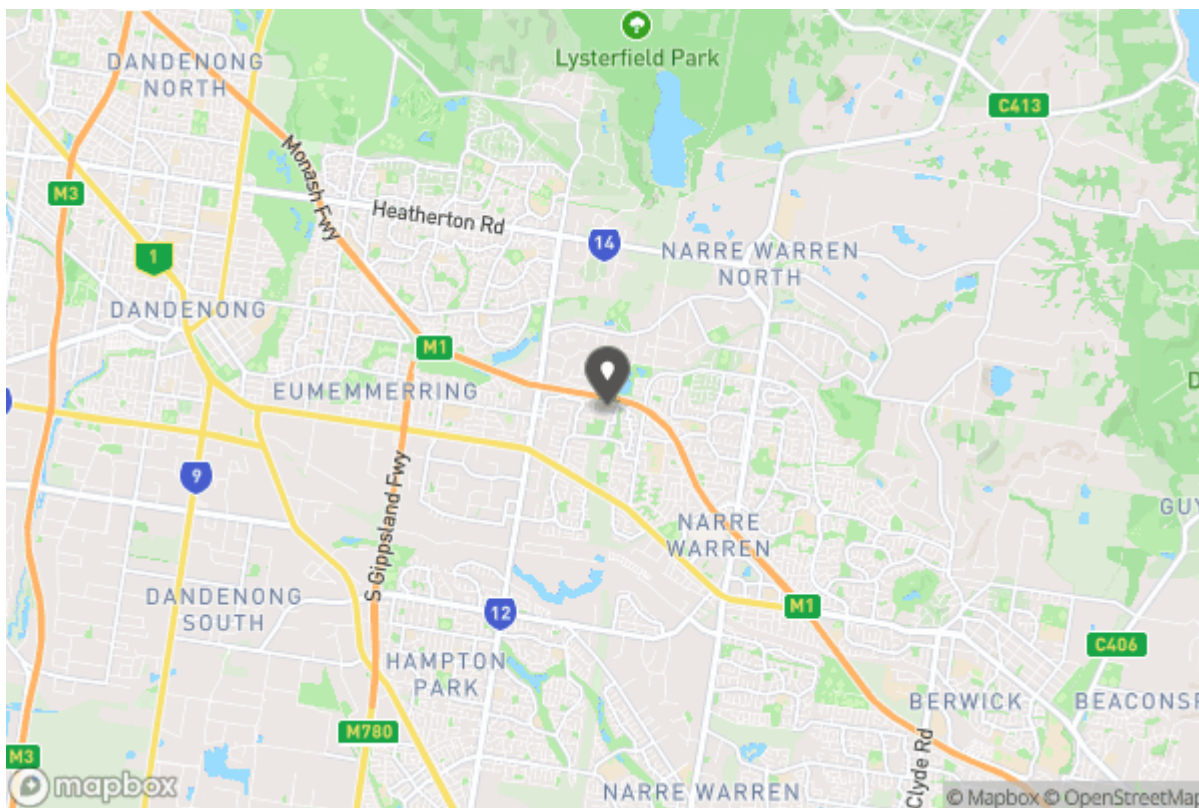 Lysterfield Park
DANDENONG
NORTH
C413
Monash Fwy
M3
Heatherton Rd
14
NARRE WARREN
NORTH
1
DANDENONG
M1
EUMEMMERRING
9
S Gippsland Fwy
NARRE
WARREN
DANDENONG
SOUTH
12
M1
C406
HAMPTON
PARK
BERWICK
BEACONSF
GUY
D
M780
Clyde Rd
M3
mapbox
NARRE WARREN
© Mapbox © OpenStreetMap